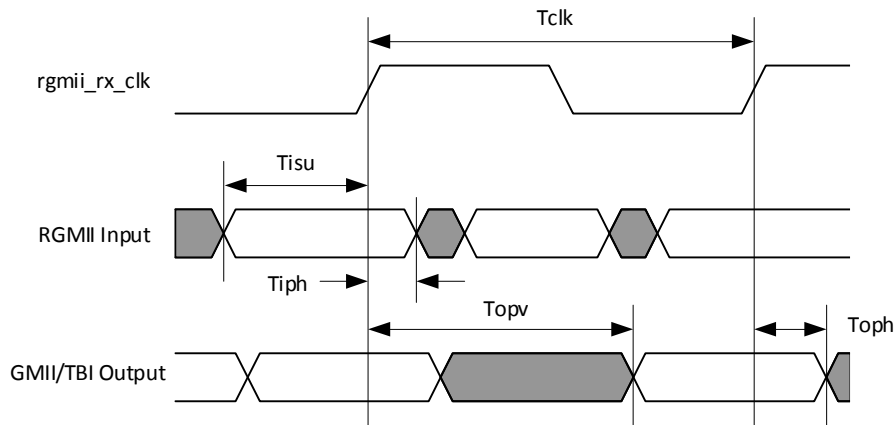 Tclk
rgmii_rx_clk
Tisu
RGMII Input
Tiph
Topv
Toph
GMII/TBI Output